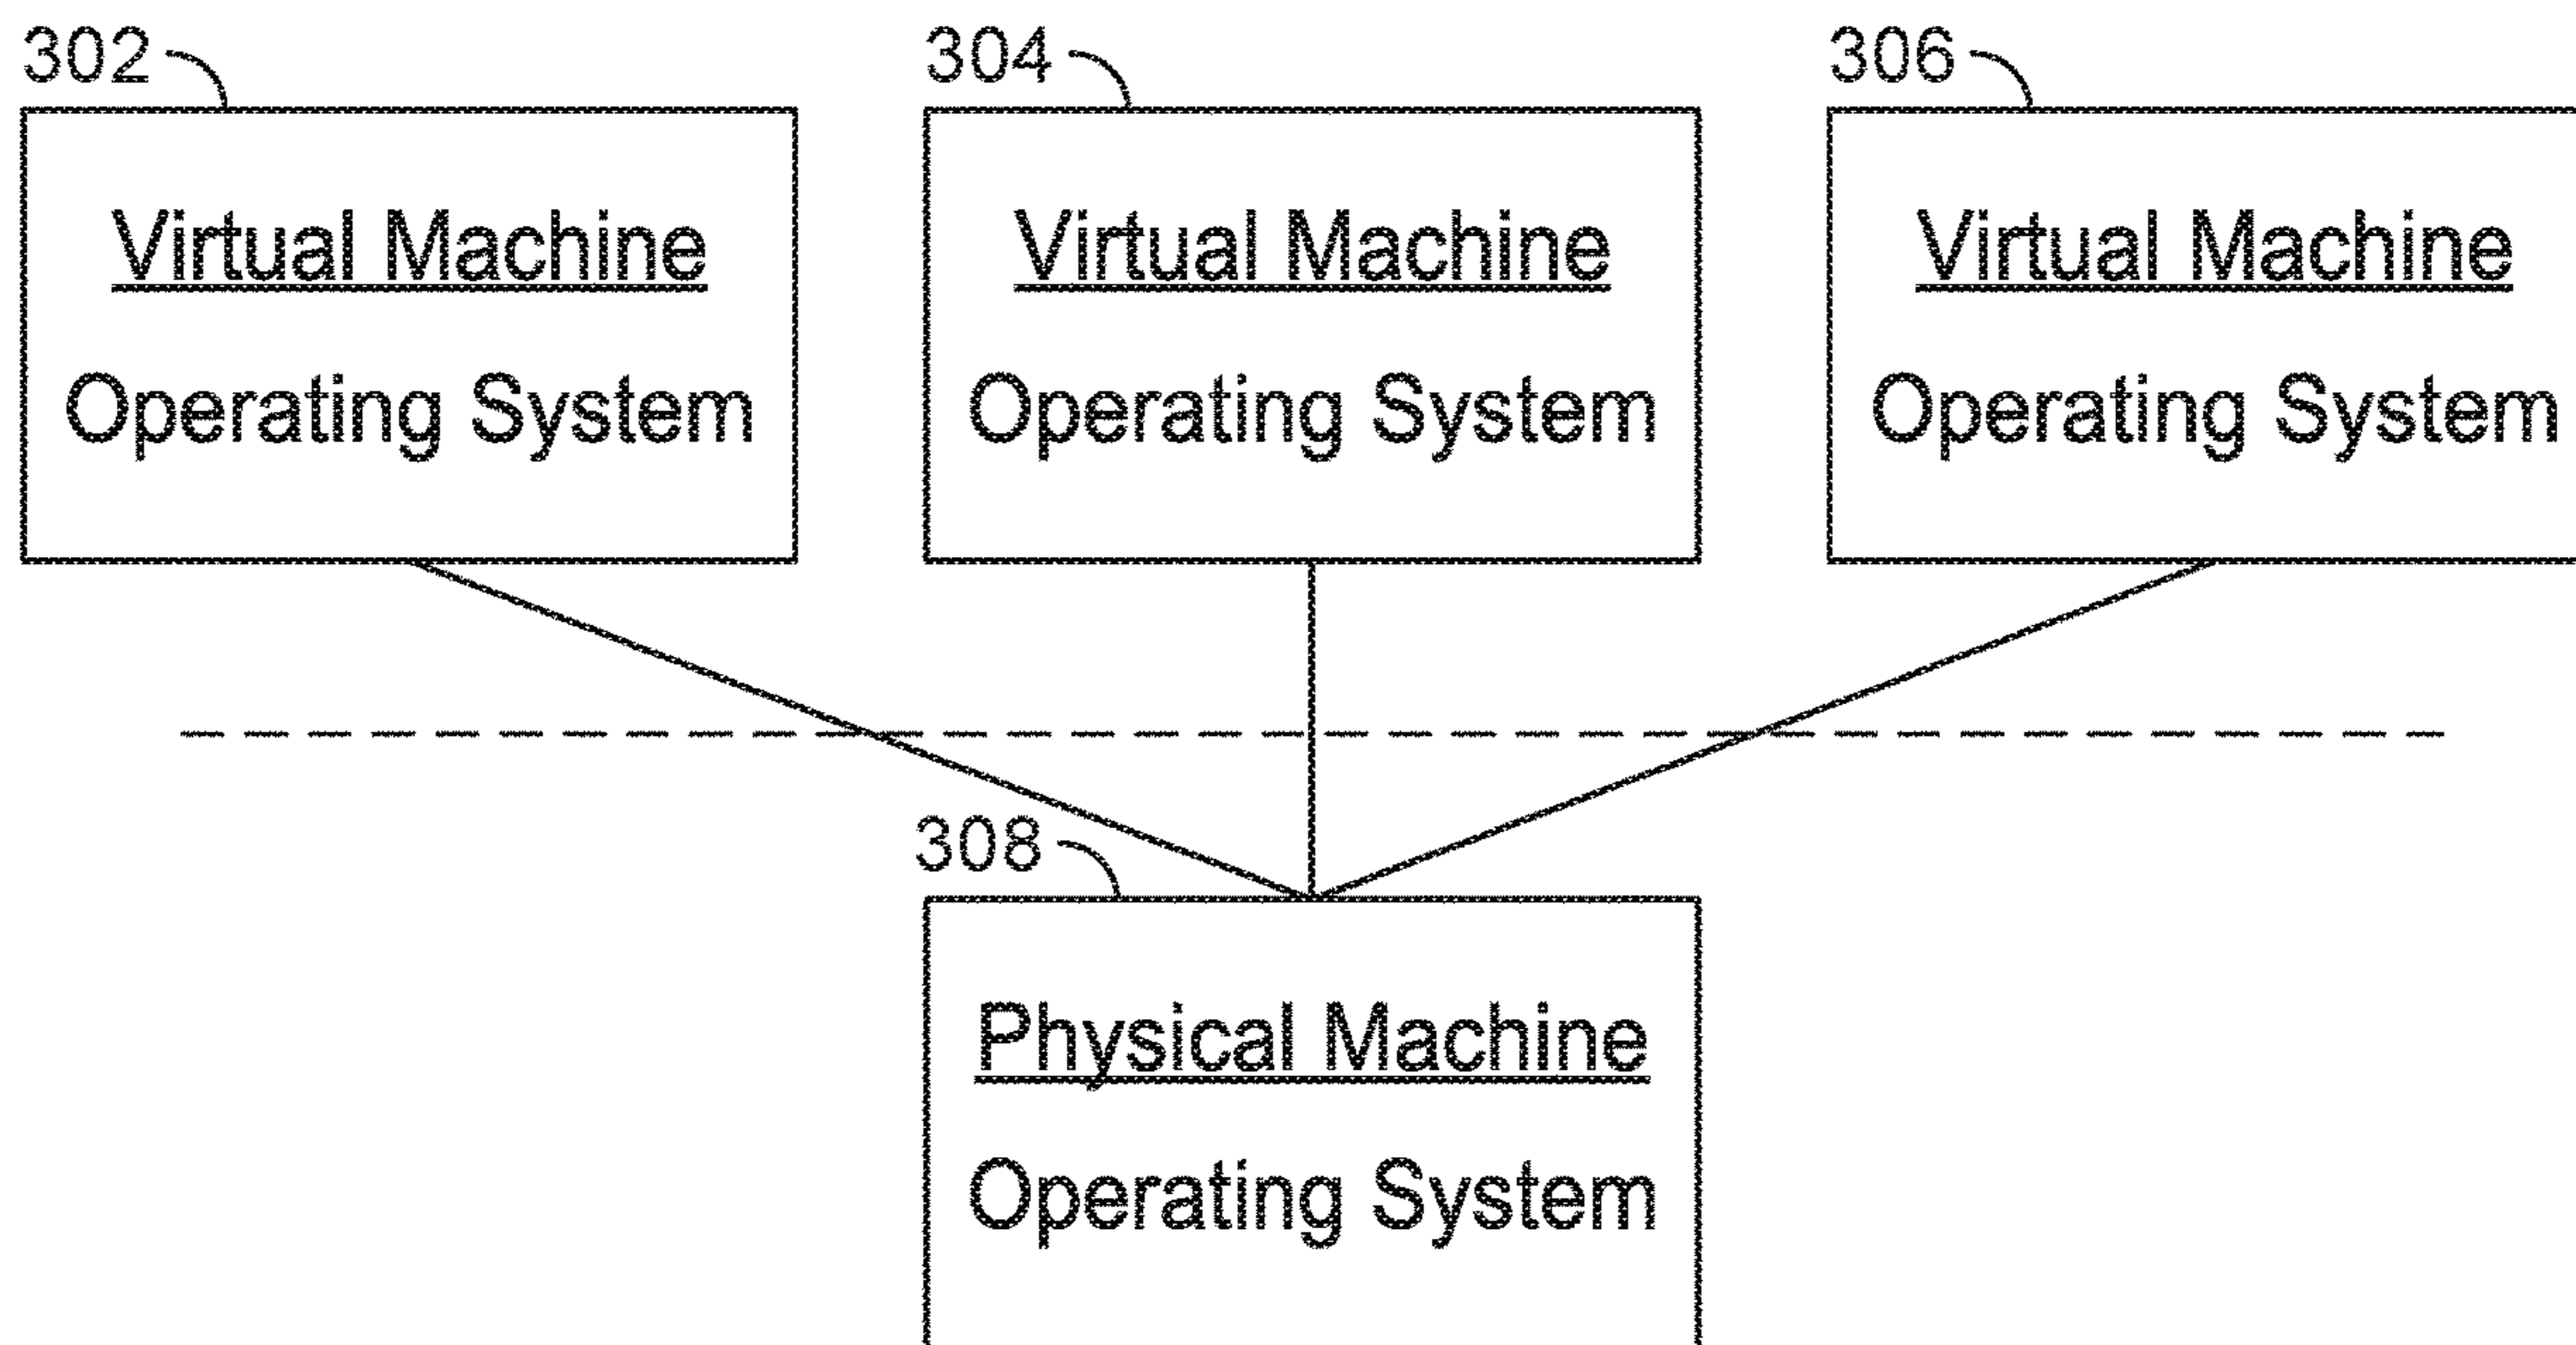 302
304
306
Virtual Machine
Operating System
Virtual Machine
Operating System
Virtual Machine
Operating System
308
Physical Machine
Operating System